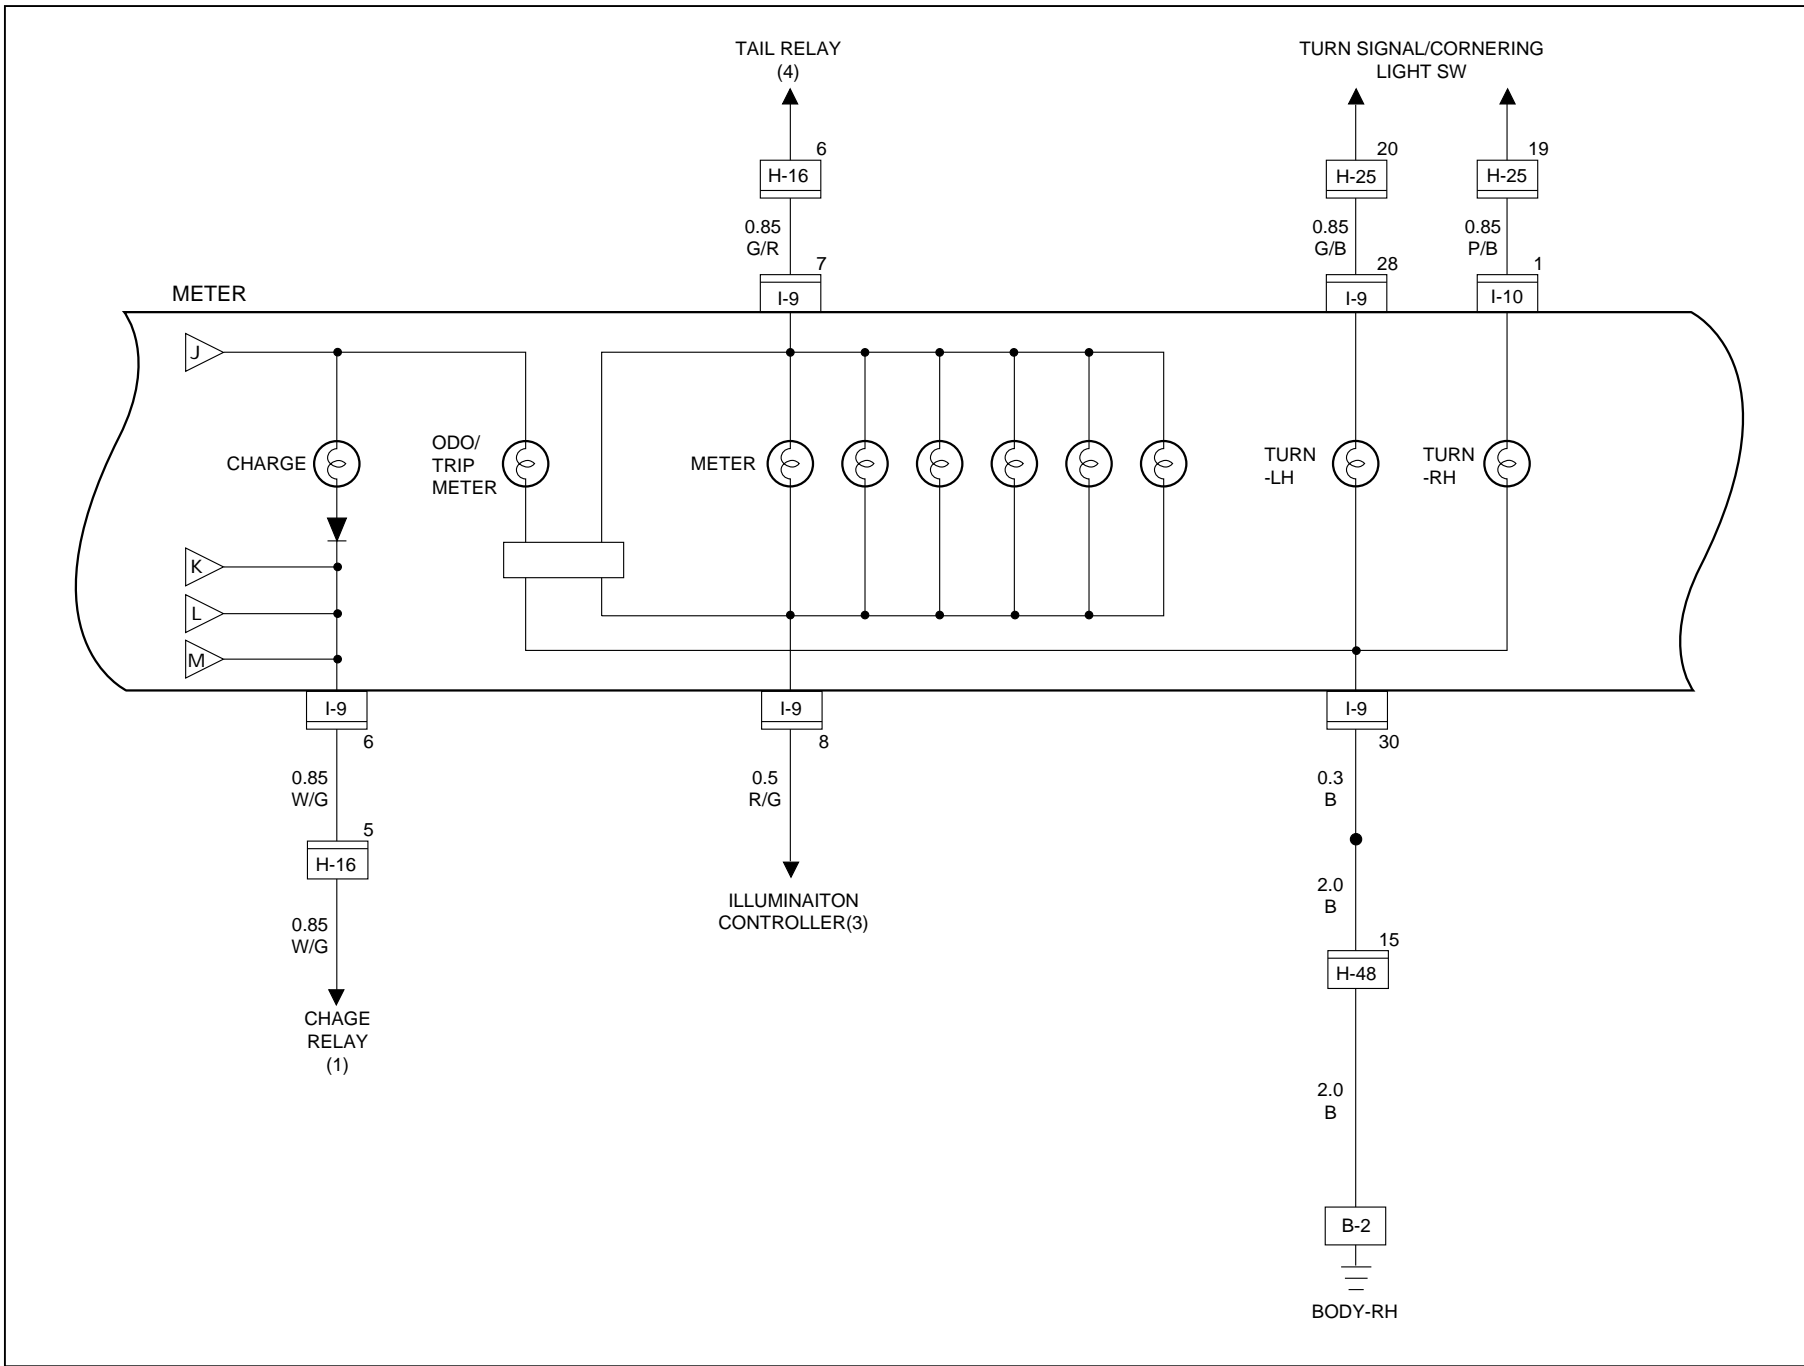 TAIL RELAY
(4)
TURN SIGNAL/CORNERING
LIGHT SW
6
H-16
20
H-25
19
H-25
0.85
G/R
0.85
G/B
0.85
P/B
7
I-9
28
I-9
1
I-10
METER
J
CHARGE
ODO/
TRIP
METER
METER
TURN
-LH
TURN
-RH
K
L
M
I-9
6
I-9
8
I-9
30
0.85
W/G
0.5
R/G
0.3
B
5
H-16
ILLUMINAITON
CONTROLLER(3)
2.0
B
0.85
W/G
15
H-48
CHAGE
RELAY
(1)
2.0
B
B-2
BODY-RH